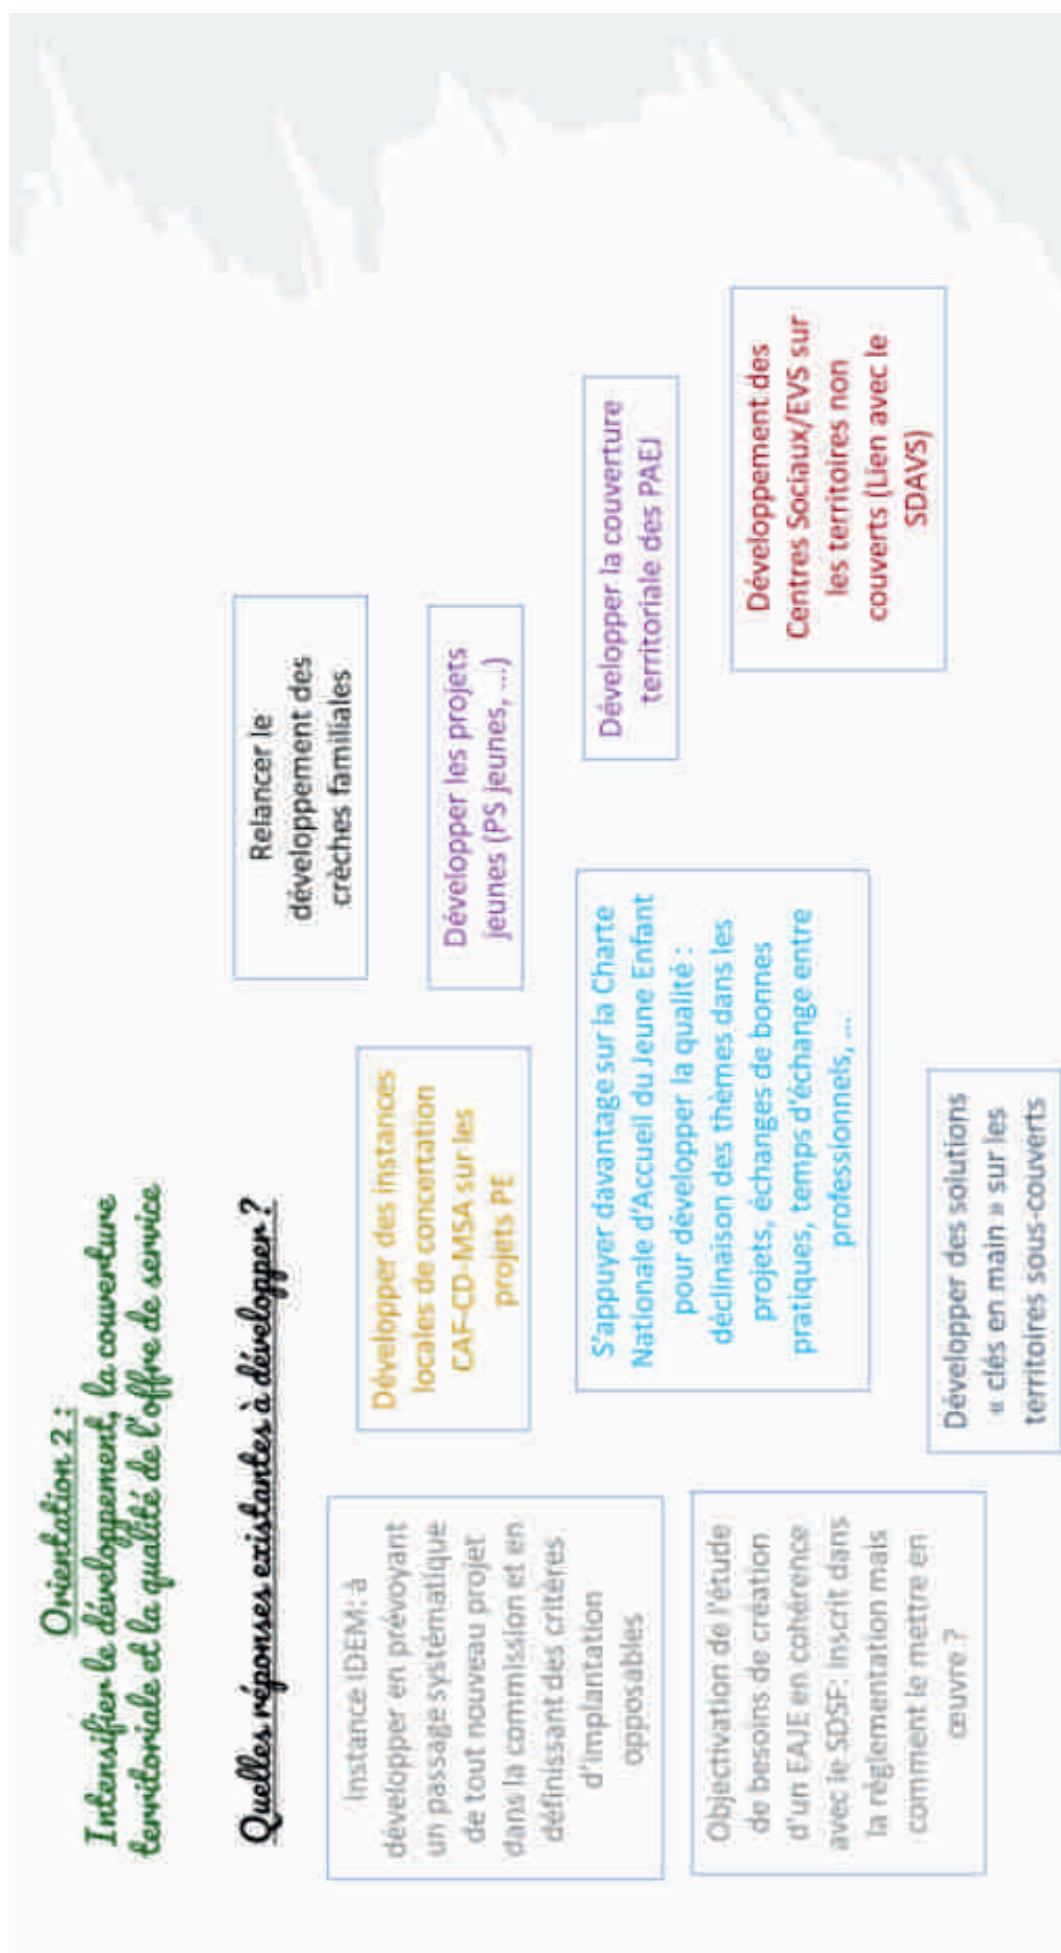 Orientation 2 :
Intensifier le développement, la couverture
territoriale et la qualité de l'offre de service
Quelles réponses existantes à développer ?
Instance IDEM: à
développer en prévoyant
un passage systématique
de tout nouveau projet
dans la commission et en
définissant des critères
d'implantation
opposables
Développer des instances
locales de concertation
CAF-CD-MSA sur les
projets PE
Relancer le
développement des
crèches familiales
Développer les projets
jeunes (PS jeunes, ...)
S'appuyer davantage sur la Charte
Nationale d'Accueil du Jeune Enfant
pour développer la qualité :
déclinaison des thèmes dans les
projets, échanges de bonnes
pratiques, temps d'échange entre
professionnels, ...
Développer la couverture
territoriale des PAEJ
Objectivation de l'étude
de besoins de création
d'un EAJE en cohérence
avec le SDSF. Inscrit dans
la réglementation mais
comment le mettre en
œuvre ?
Développement des
Centres Sociaux/EVS sur
les territoires non
couverts (Lien avec le
SDAVS)
Développer des solutions
« clés en main » sur les
territoires sous-couverts